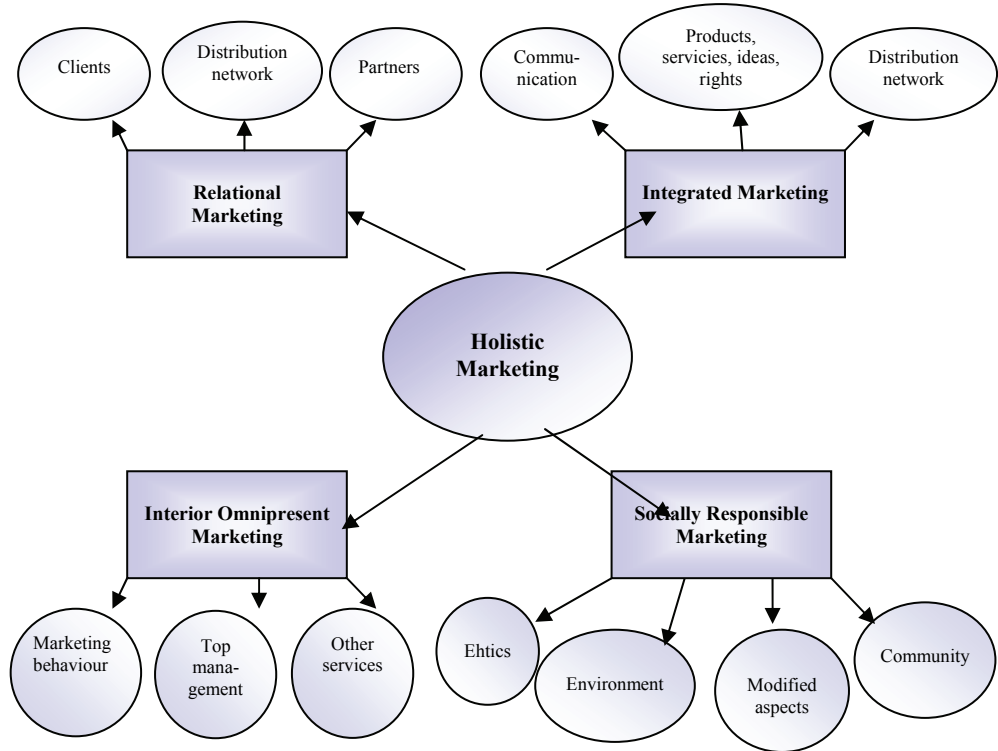 Clients
Distribution
network
Partners
Commu-
nication
Products,
servicies, ideas,
rights
Distribution
network
Relational
Marketing
Integrated Marketing
Holistic
Marketing
Interior Omnipresent
Marketing
Socially Responsible
Marketing
Marketing
behaviour
Top
mana-
gement
Other
services
Ehtics
Environment
Modified
aspects
Community